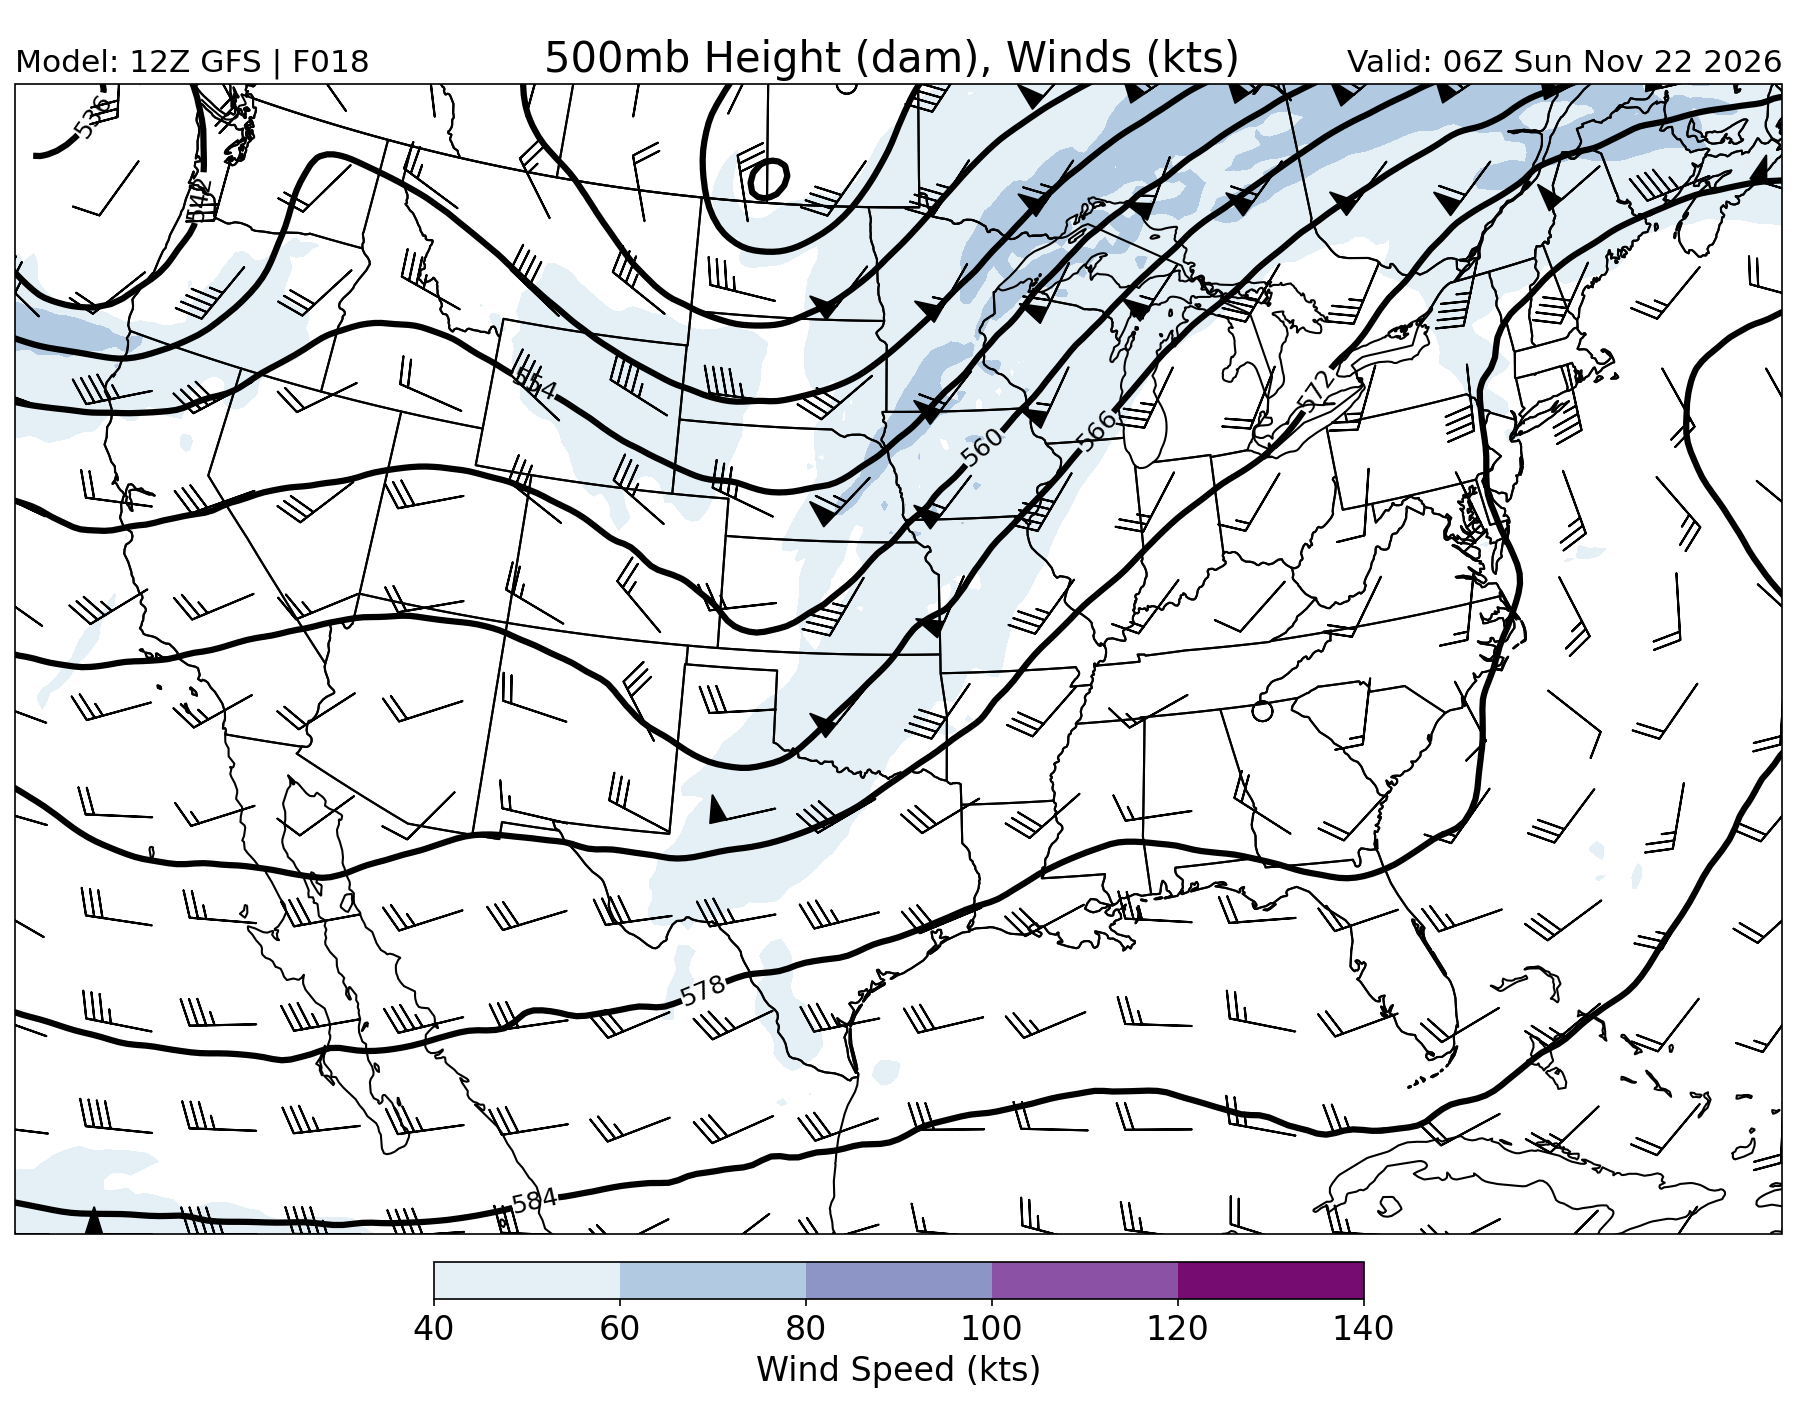 Model: 12Z GFS | F018
500mb Height (dam), Winds (kts)
Valid: 06Z Sun Nov 22 2026
536
542
554
560
566
572
578
584
40 60 80 100 120 140
Wind Speed (kts)